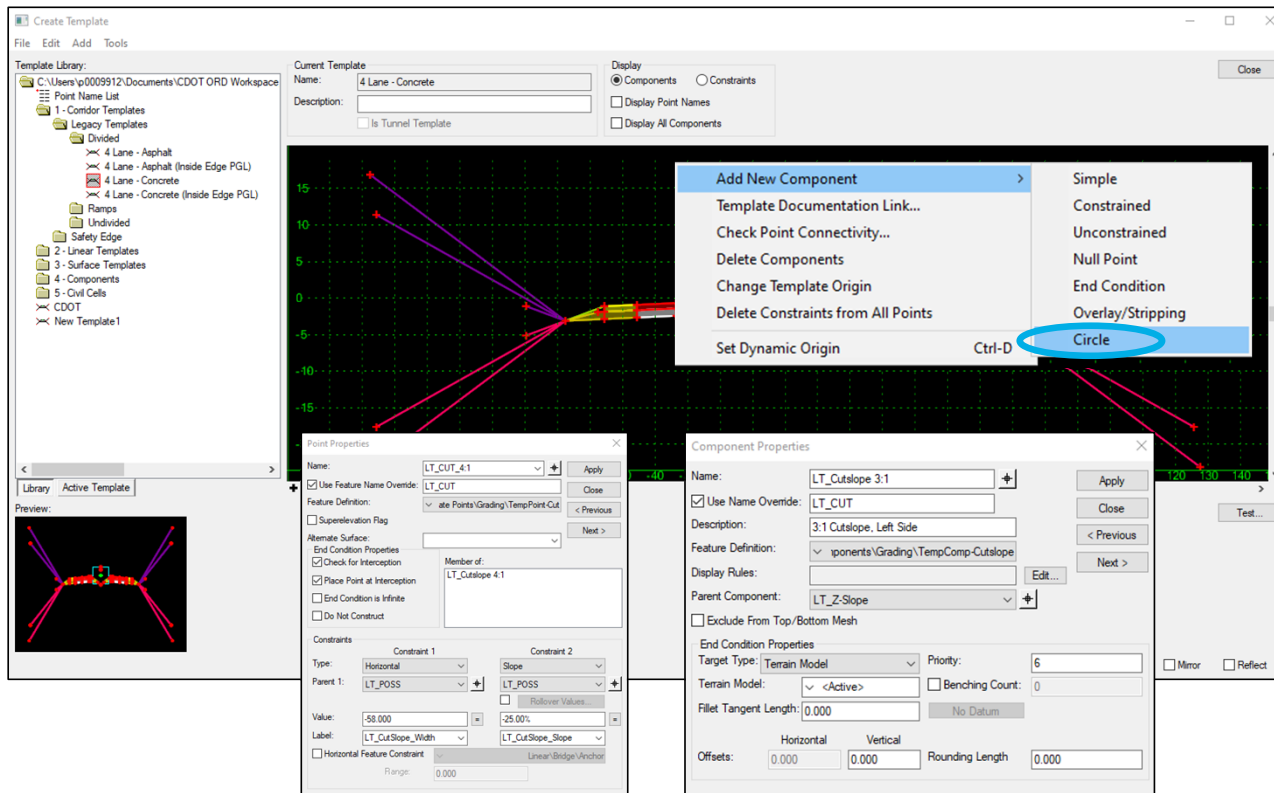 Create Template
File Edit Add Tools
Template Library:
C:\Users\p0009912\Documents\CDOT ORD Workspace
Point Name List
1 - Corridor Templates
Legacy Templates
Divided
4 Lane - Asphalt
4 Lane - Asphalt (Inside Edge PGL)
4 Lane - Concrete
4 Lane - Concrete (Inside Edge PGL)
Ramps
Undivided
Safety Edge
2 - Linear Templates
3 - Surface Templates
4 - Components
5 - Civil Cells
CDOT
New Template1
Library Active Template
Preview:
Current Template
Name: 4 Lane - Concrete
Description:
Is Tunnel Template
Display
Components Constraints
Display Point Names
Display All Components
Close
15
10
5
0
-5
-10
-15
-40
120 130 140
Test...
Mirror Reflect
Add New Component >
Template Documentation Link...
Check Point Connectivity...
Delete Components
Change Template Origin
Delete Constraints from All Points
Set Dynamic Origin Ctrl-D
Simple
Constrained
Unconstrained
Null Point
End Condition
Overlay/Stripping
Circle
Point Properties
Name: LT_CUT_4:1 Apply
Use Feature Name Override: LT_CUT Close
Feature Definition: ate Points\Grading\TempPoint-Cut < Previous
Superelevation Flag Next >
Alternate Surface:
End Condition Properties
Check for Interception
Place Point at Interception
End Condition is Infinite
Do Not Construct
Member of:
LT_Cutslope 4:1
Constraints
Constraint 1 Constraint 2
Type: Horizontal Slope
Parent 1: LT_POSS LT_POSS
Rollover Values...
Value: -58.000 = -25.00% =
Label: LT_CutSlope_Width LT_CutSlope_Slope
Horizontal Feature Constraint Linear\Bridge\Anchor
Range: 0.000
Component Properties
Name: LT_Cutslope 3:1 Apply
Use Name Override: LT_CUT Close
Description: 3:1 Cutslope, Left Side < Previous
Feature Definition: ponents\Grading\TempComp-Cutslope Next >
Display Rules: Edit...
Parent Component: LT_Z-Slope
Exclude From Top/Bottom Mesh
End Condition Properties
Target Type: Terrain Model Priority: 6
Terrain Model: <Active> Benching Count: 0
Fillet Tangent Length: 0.000 No Datum
Horizontal Vertical
Offsets: 0.000 0.000 Rounding Length 0.000